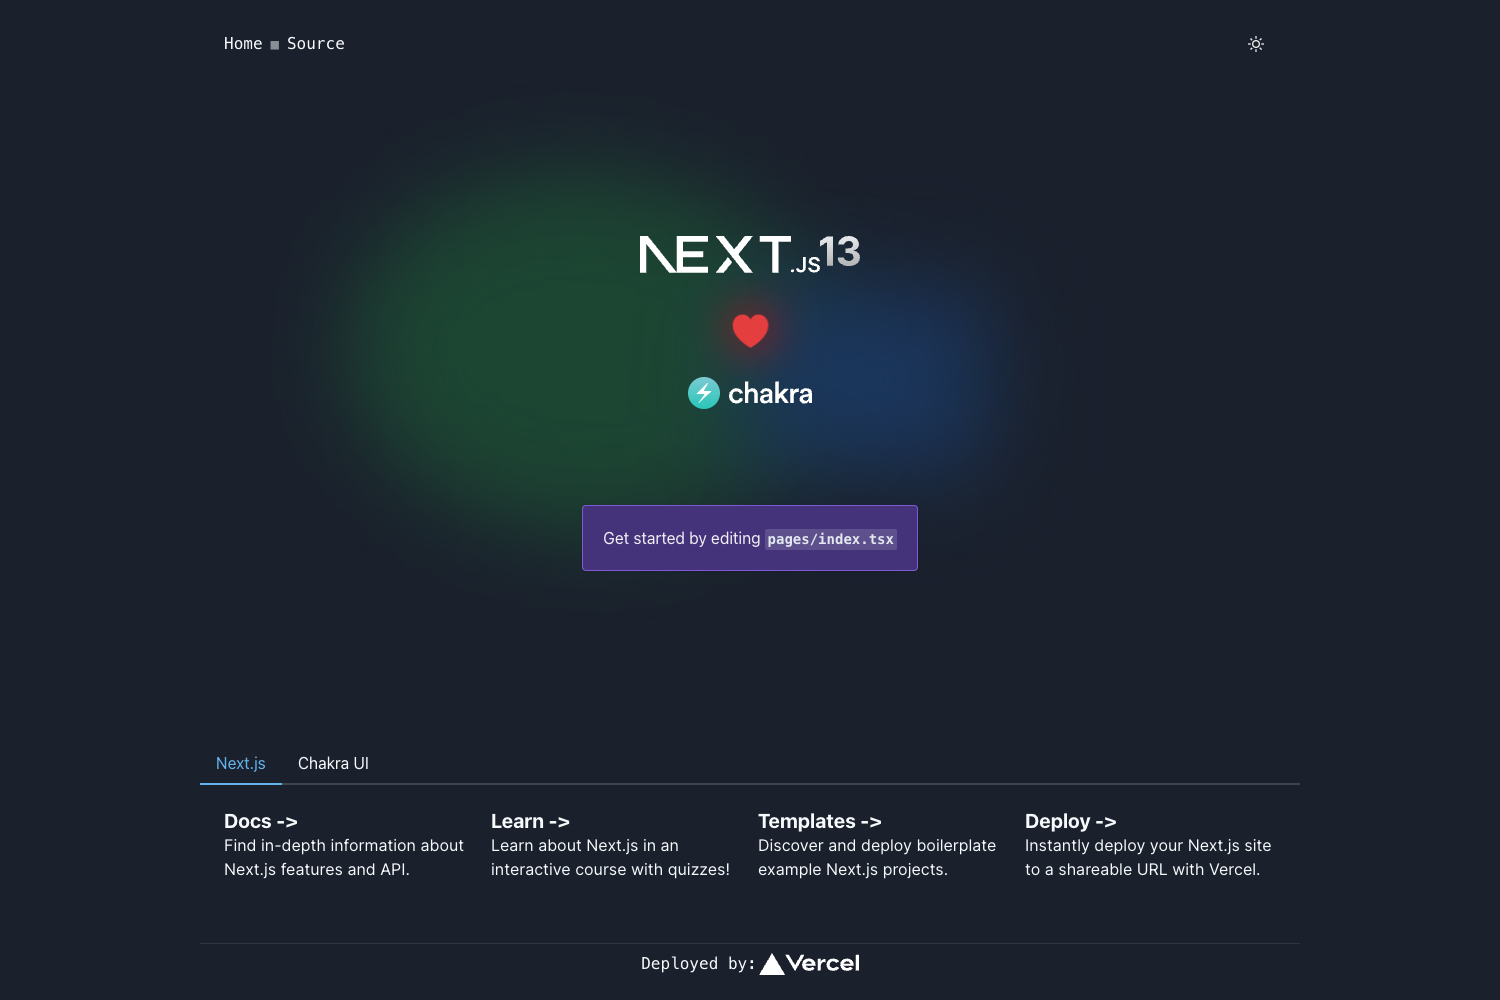 Home Source
NEXT.JS13
chakra
Get started by editing pages/index.tsx
Next.js Chakra UI
Docs ->
Find in-depth information about
Next.js features and API.
Learn ->
Learn about Next.js in an
interactive course with quizzes!
Templates ->
Discover and deploy boilerplate
example Next.js projects.
Deploy ->
Instantly deploy your Next.js site
to a shareable URL with Vercel.
Deployed by: Vercel